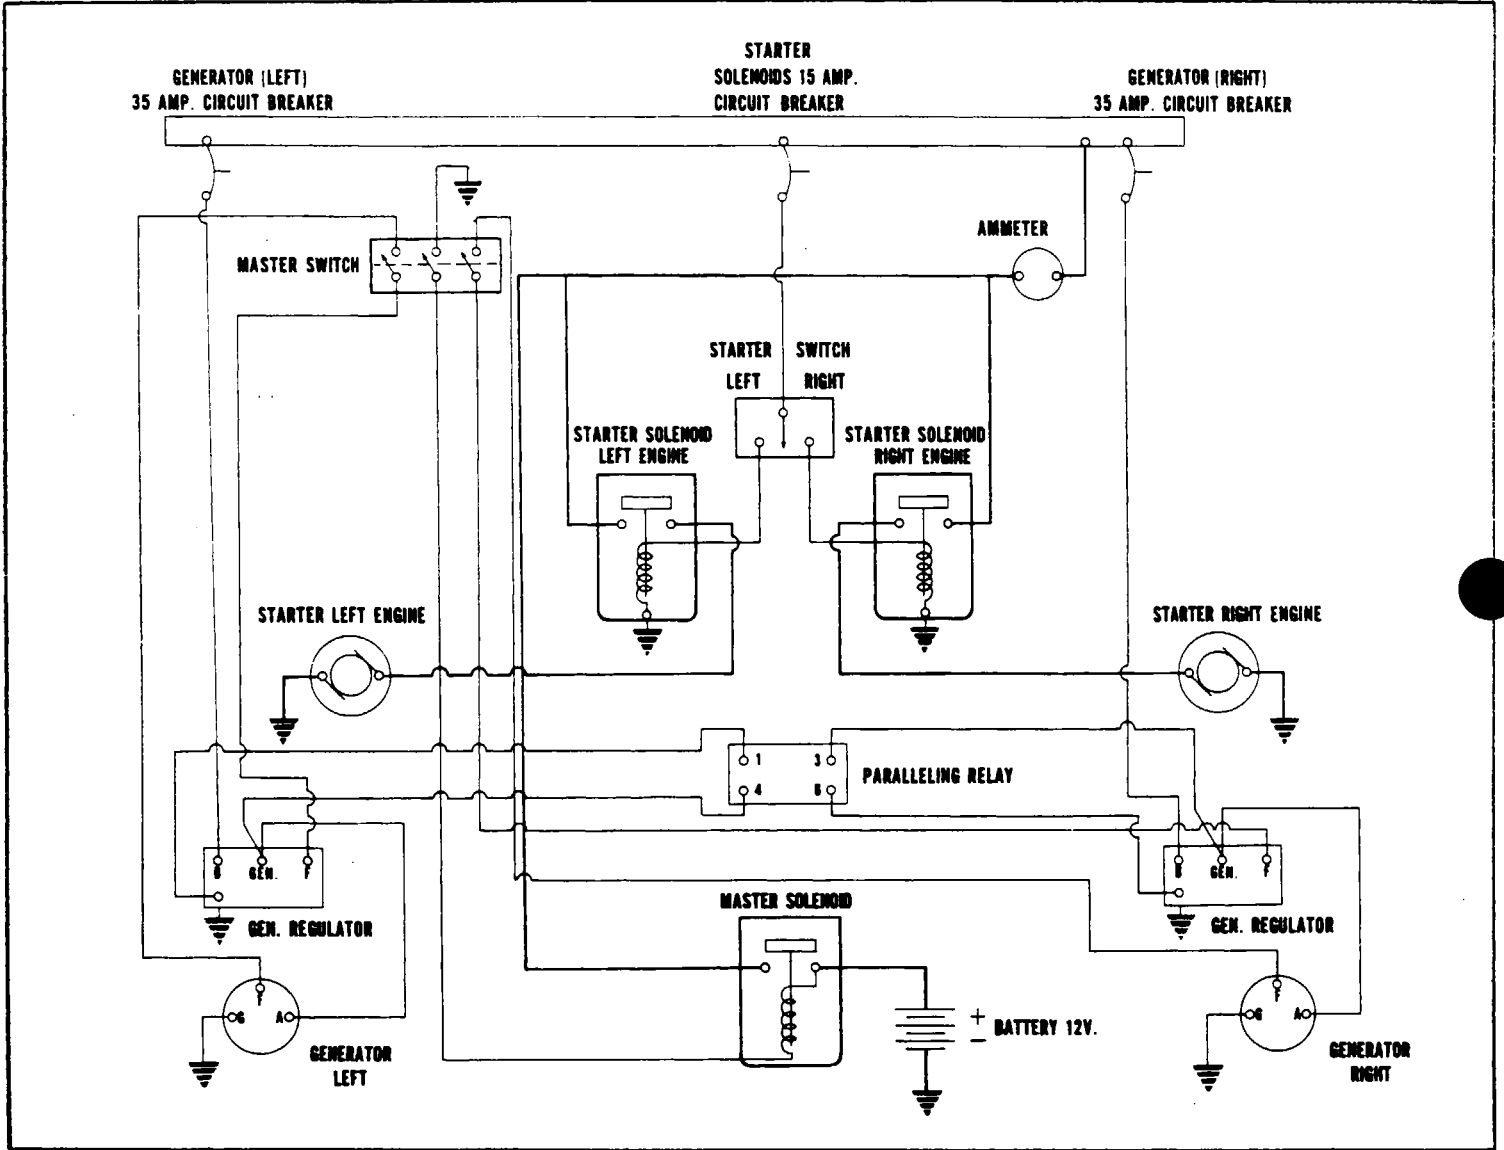 GENERATOR (LEFT)
35 AMP. CIRCUIT BREAKER
STARTER
SOLENOIDS 15 AMP.
CIRCUIT BREAKER
GENERATOR (RIGHT)
35 AMP. CIRCUIT BREAKER
AMMETER
MASTER SWITCH
STARTER SWITCH
LEFT RIGHT
STARTER SOLENOID
LEFT ENGINE
STARTER SOLENOID
RIGHT ENGINE
STARTER LEFT ENGINE
STARTER RIGHT ENGINE
1 3
4 6
PARALLELING RELAY
B GEN. F
GEN. REGULATOR
B GEN. F
GEN. REGULATOR
MASTER SOLENOID
F
G A
GENERATOR
LEFT
+
-
BATTERY 12V.
F
G A
GENERATOR
RIGHT